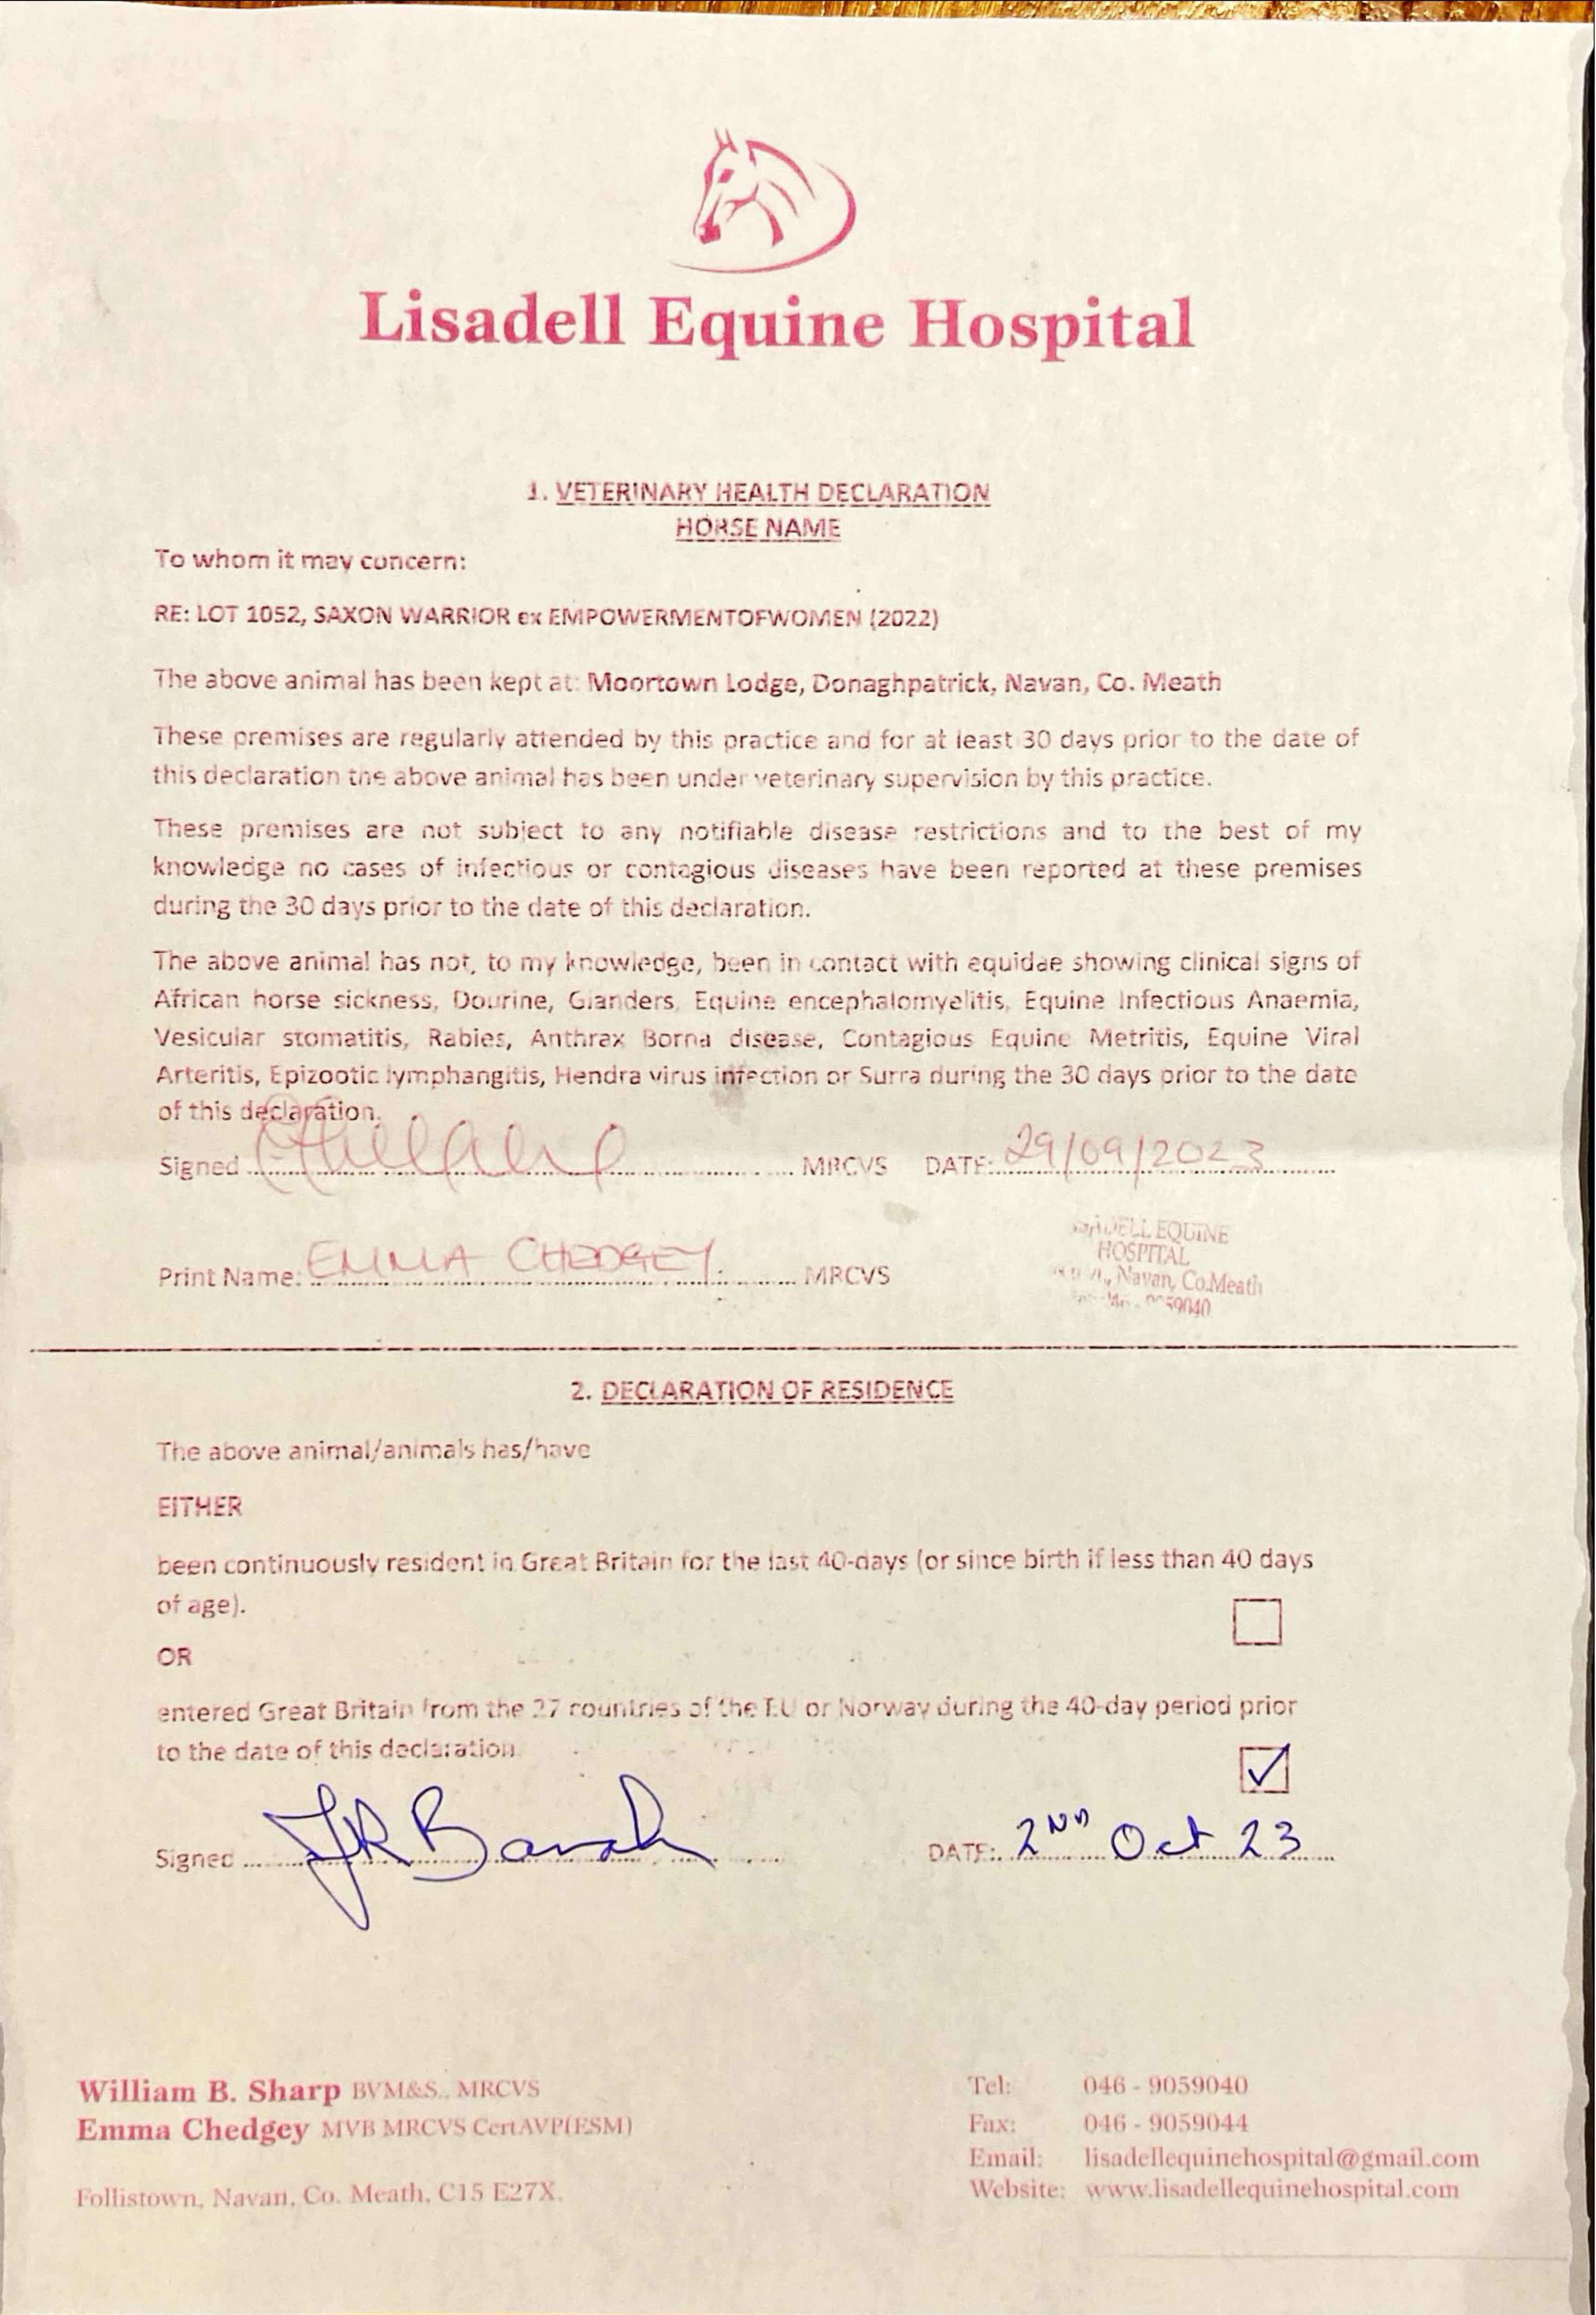 Lisadell Equine Hospital
1. VETERINARY HEALTH DECLARATION
HORSE NAME
To whom it may concern:
RE: LOT 1052, SAXON WARRIOR ex EMPOWERMENTOFWOMEN (2022)
The above animal has been kept at: Moortown Lodge, Donaghpatrick, Navan, Co. Meath
These premises are regularly attended by this practice and for at least 30 days prior to the date of
this declaration the above animal has been under veterinary supervision by this practice.
These premises are not subject to any notifiable disease restrictions and to the best of my
knowledge no cases of infectious or contagious diseases have been reported at these premises
during the 30 days prior to the date of this declaration.
The above animal has not, to my knowledge, been in contact with equidae showing clinical signs of
African horse sickness, Dourine, Glanders, Equine encephalomyelitis, Equine Infectious Anaemia,
Vesicular stomatitis, Rabies, Anthrax Borna disease, Contagious Equine Metritis, Equine Viral
Arteritis, Epizootic lymphangitis, Hendra virus infection or Surra during the 30 days prior to the date
of this declaration.
Signed MRCVS DATE: 29/09/2023
Print Name: EMMA CHEDGEY MRCVS
EQUINE
HOSPITAL
Navan, Co.Meath
9059040
2. DECLARATION OF RESIDENCE
The above animal/animals has/have
EITHER
been continuously resident in Great Britain for the last 40-days (or since birth if less than 40 days
of age).
OR
entered Great Britain from the 27 countries of the EU or Norway during the 40-day period prior
to the date of this declaration
Signed DATE: 2ND Oct 23
William B. Sharp BVM&S., MRCVS
Emma Chedgey MVB MRCVS CertAVP(ESM)
Follistown, Navan, Co. Meath, C15 E27X.
Tel: 046 - 9059040
Fax: 046 - 9059044
Email: lisadellequinehospital@gmail.com
Website: www.lisadellequinehospital.com